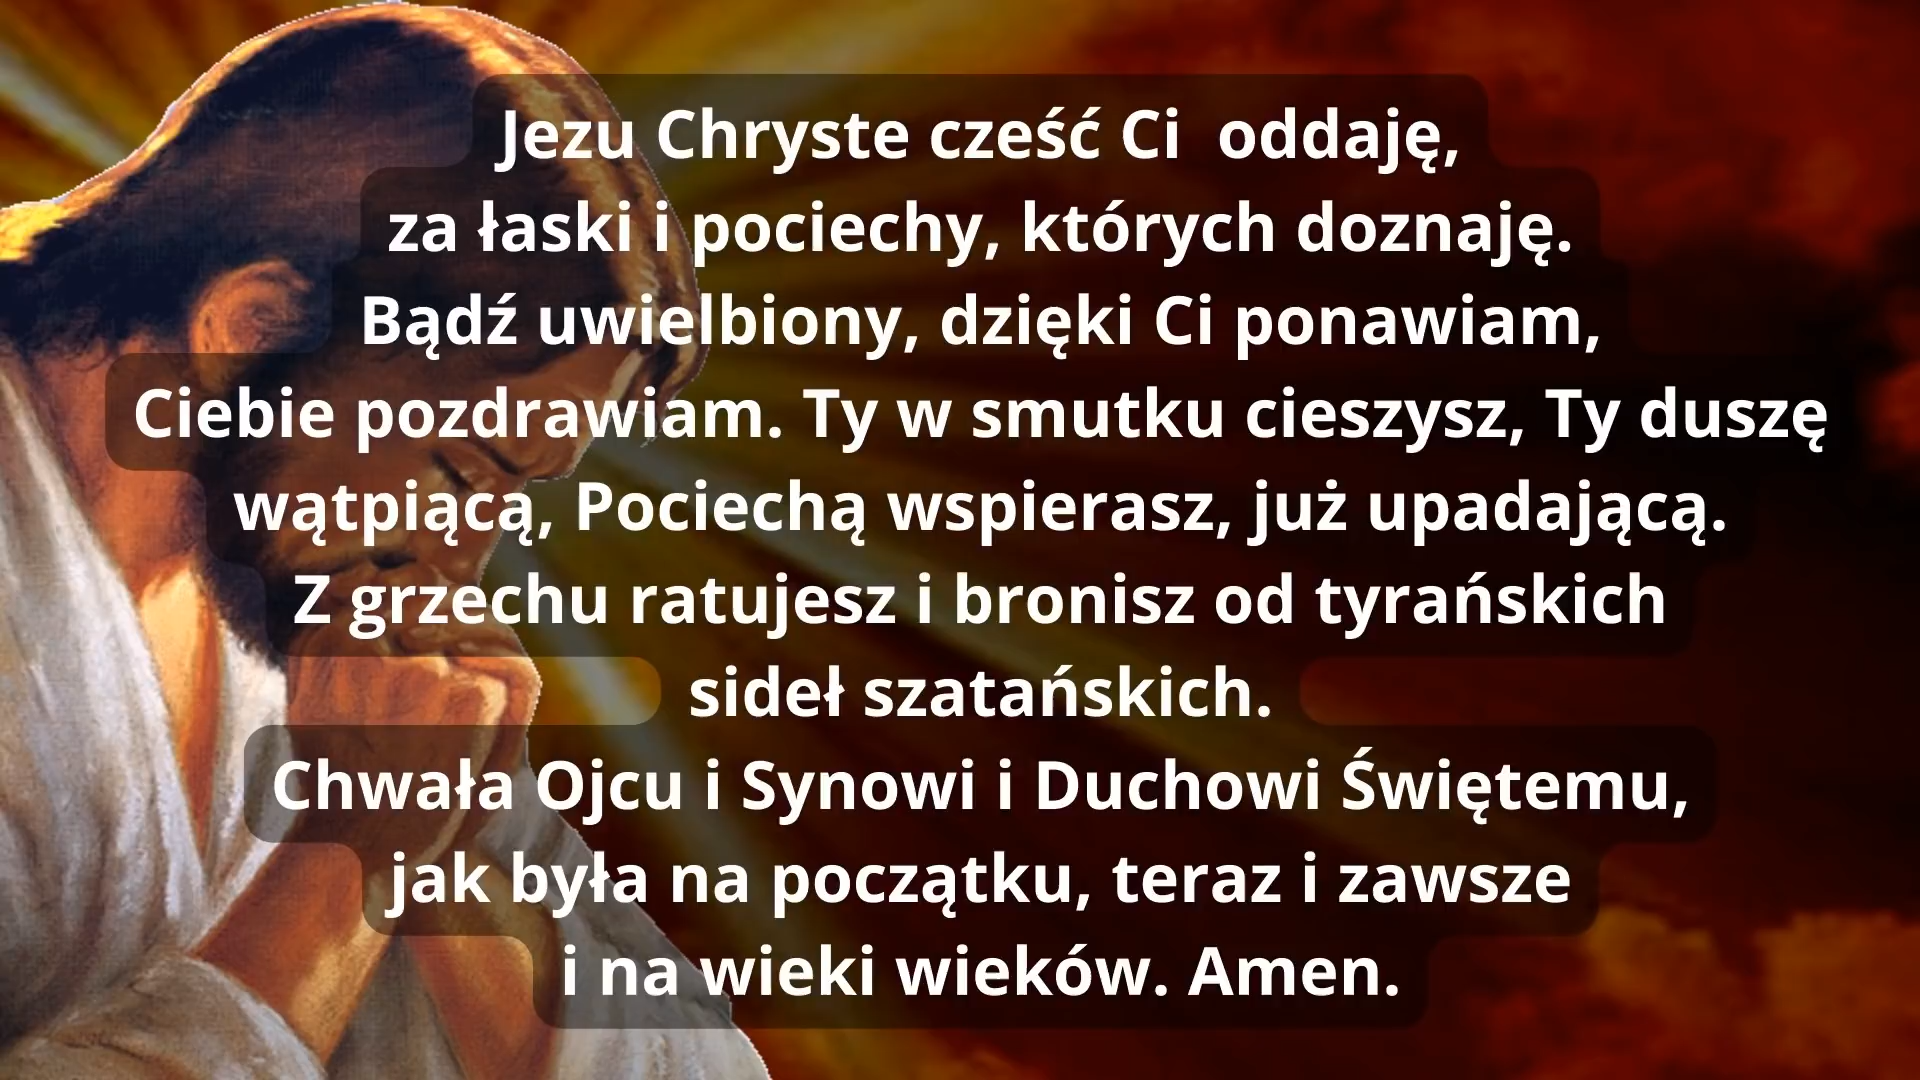 Jezu Chryste cześć Ci  oddaję,
za łaski i pociechy, których doznaję.
Bądź uwielbiony, dzięki Ci ponawiam,
Ciebie pozdrawiam. Ty w smutku cieszysz, Ty duszę
wątpiącą, Pociechą wspierasz, już upadającą.
Z grzechu ratujesz i bronisz od tyrańskich
sideł szatańskich.
Chwała Ojcu i Synowi i Duchowi Świętemu,
jak była na początku, teraz i zawsze
i na wieki wieków. Amen.